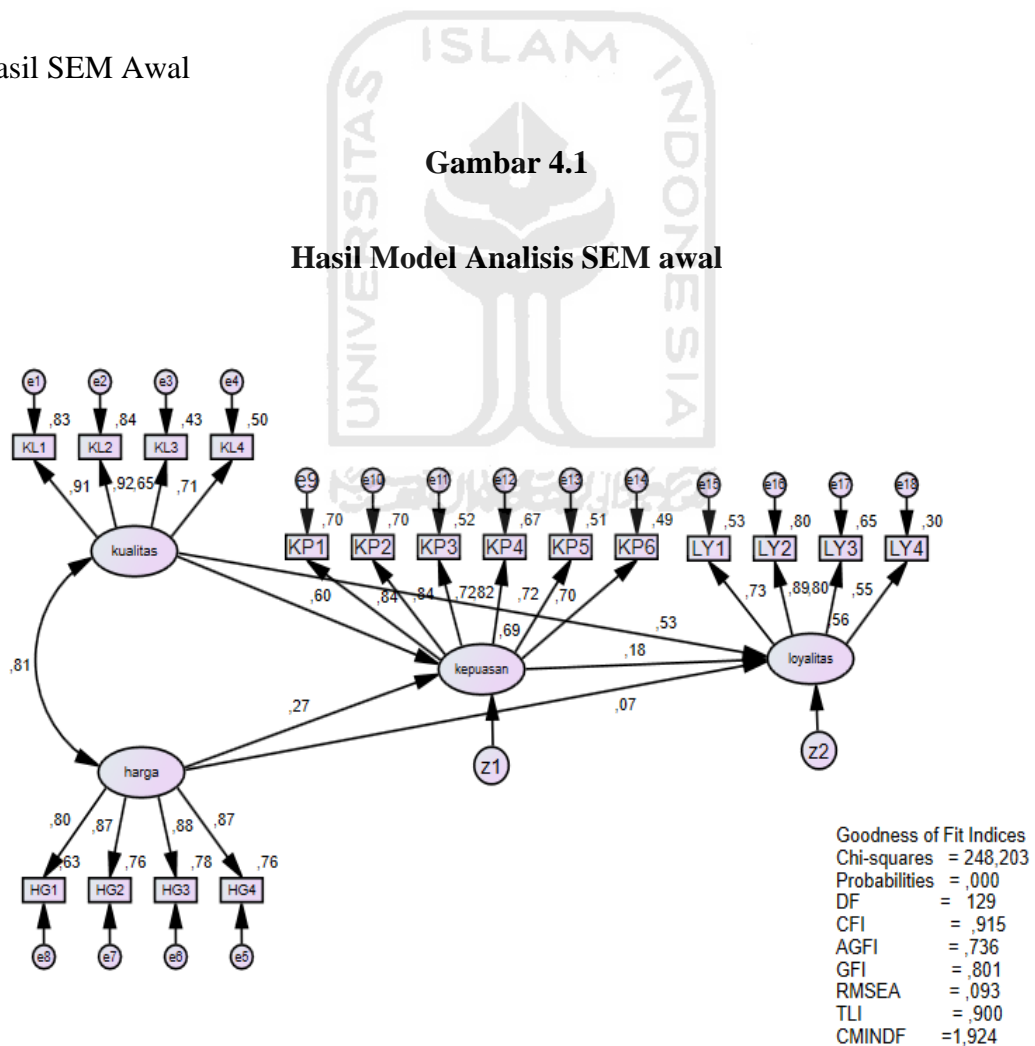 asil SEM Awal
UNIVERSITAS ISLAM INDONESIA
Gambar 4.1
Hasil Model Analisis SEM awal
e1 e2 e3 e4
,83 ,84 ,43 ,50
KL1 KL2 KL3 KL4
,91 ,92 ,65 ,71
kualitas
e9 e10 e11 e12 e13 e14 e15 e16 e17 e18
,70 ,70 ,52 ,67 ,51 ,49 ,53 ,80 ,65 ,30
KP1 KP2 KP3 KP4 KP5 KP6 LY1 LY2 LY3 LY4
,60 ,84 ,84 ,72 ,82 ,72 ,70 ,73 ,89 ,80 ,55
,69 ,53 ,56
kepuasan ,18 loyalitas
,81
,27 ,07
z1 z2
harga
,80 ,87 ,88 ,87
,63 ,76 ,78 ,76
HG1 HG2 HG3 HG4
e8 e7 e6 e5
Goodness of Fit Indices
Chi-squares = 248,203
Probabilities = ,000
DF = 129
CFI = ,915
AGFI = ,736
GFI = ,801
RMSEA = ,093
TLI = ,900
CMINDF =1,924